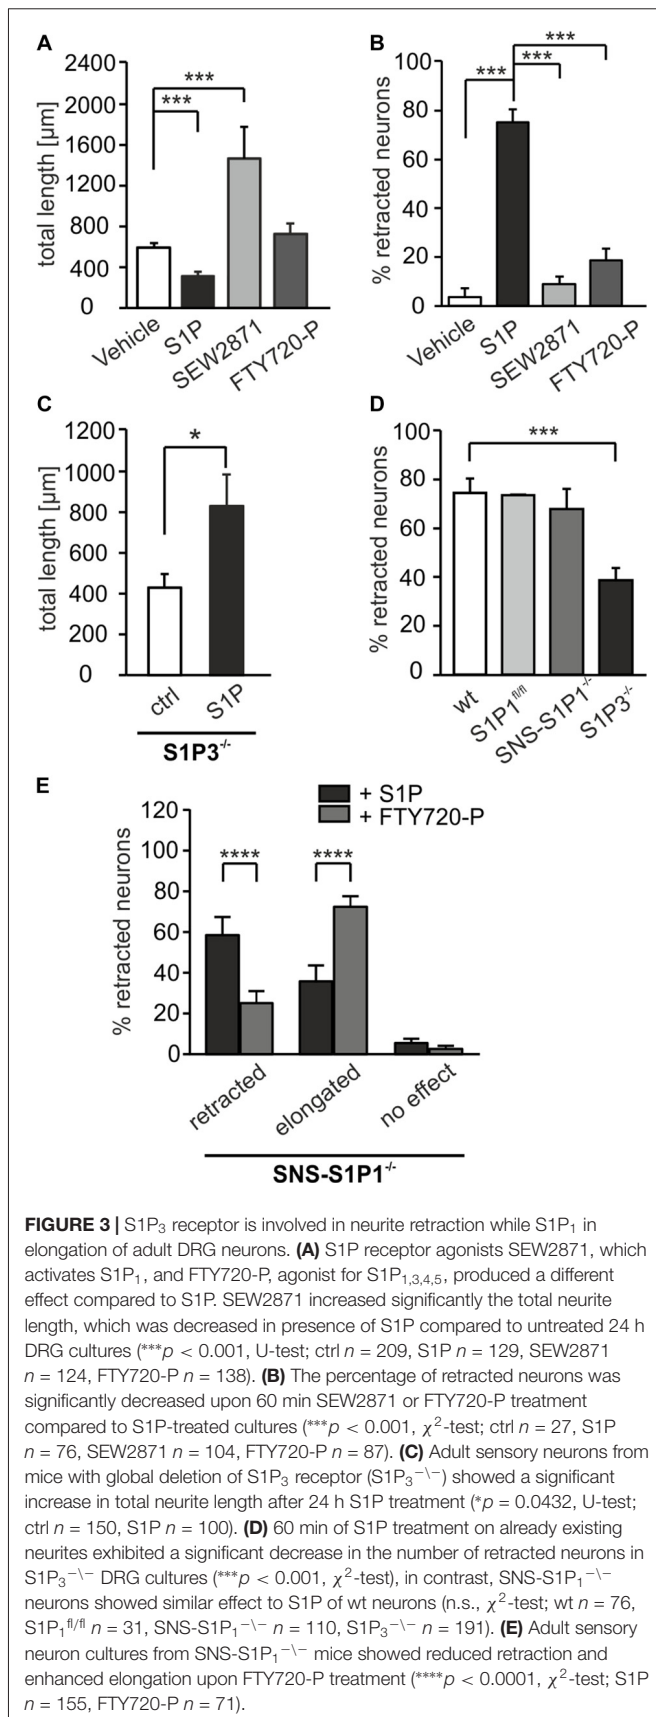 A
total length [µm]
2400
2000
1600
1200
800
400
0
***
***
Vehicle
S1P
SEW2871
FTY720-P
B
% retracted neurons
100
80
60
40
20
0
***
***
***
Vehicle
S1P
SEW2871
FTY720-P
C
total length [µm]
1200
1000
800
600
400
200
0
*
ctrl
S1P
S1P3-/-
D
% retracted neurons
100
80
60
40
20
0
***
wt
S1P1fl/fl
SNS-S1P1-/-
S1P3-/-
E
+ S1P
+ FTY720-P
% retracted neurons
120
100
80
60
40
20
0
****
****
retracted
elongated
no effect
SNS-S1P1-/-
FIGURE 3 | S1P3 receptor is involved in neurite retraction while S1P1 in
elongation of adult DRG neurons. (A) S1P receptor agonists SEW2871, which
activates S1P1, and FTY720-P, agonist for S1P1,3,4,5, produced a different
effect compared to S1P. SEW2871 increased significantly the total neurite
length, which was decreased in presence of S1P compared to untreated 24 h
DRG cultures (***p < 0.001, U-test; ctrl n = 209, S1P n = 129, SEW2871
n = 124, FTY720-P n = 138). (B) The percentage of retracted neurons was
significantly decreased upon 60 min SEW2871 or FTY720-P treatment
compared to S1P-treated cultures (***p < 0.001, χ2-test; ctrl n = 27, S1P
n = 76, SEW2871 n = 104, FTY720-P n = 87). (C) Adult sensory neurons from
mice with global deletion of S1P3 receptor (S1P3−\−) showed a significant
increase in total neurite length after 24 h S1P treatment (*p = 0.0432, U-test;
ctrl n = 150, S1P n = 100). (D) 60 min of S1P treatment on already existing
neurites exhibited a significant decrease in the number of retracted neurons in
S1P3−\− DRG cultures (***p < 0.001, χ2-test), in contrast, SNS-S1P1−\−
neurons showed similar effect to S1P of wt neurons (n.s., χ2-test; wt n = 76,
S1P1fl/fl n = 31, SNS-S1P1−\− n = 110, S1P3−\− n = 191). (E) Adult sensory
neuron cultures from SNS-S1P1−\− mice showed reduced retraction and
enhanced elongation upon FTY720-P treatment (****p < 0.0001, χ2-test; S1P
n = 155, FTY720-P n = 71).